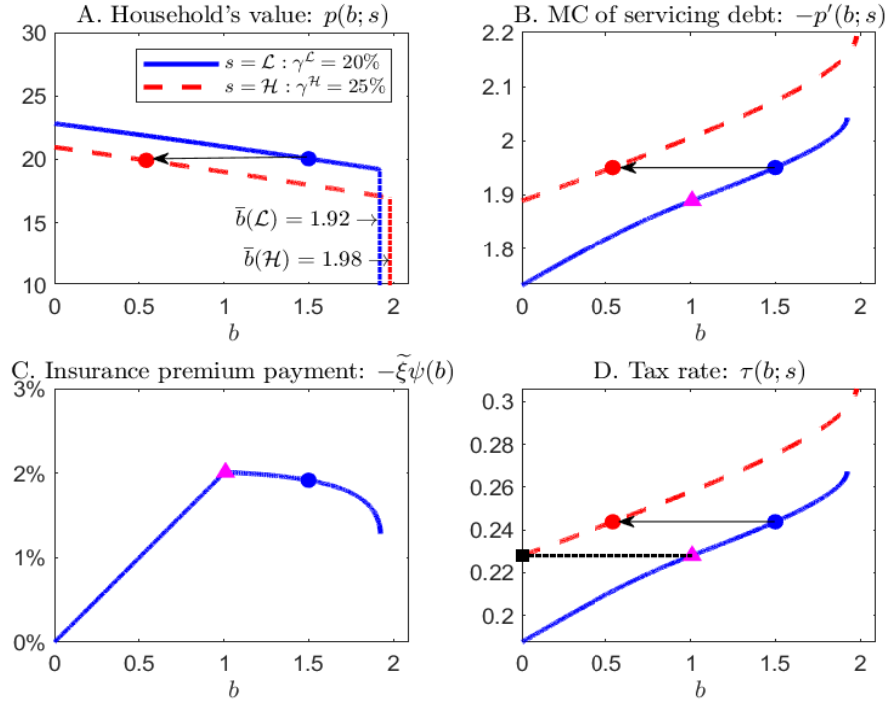 A. Household's value: p(b; s)
30
25
20
15
10
s = L : γ^L = 20%
s = H : γ^H = 25%
b̄(L) = 1.92 →
b̄(H) = 1.98 →
0 0.5 1 1.5 2
b
B. MC of servicing debt: −p′(b; s)
2.2
2.1
2
1.9
1.8
0 0.5 1 1.5 2
b
C. Insurance premium payment: −ξ̃ψ(b)
3%
2%
1%
0%
0 0.5 1 1.5 2
b
D. Tax rate: τ(b; s)
0.3
0.28
0.26
0.24
0.22
0.2
0 0.5 1 1.5 2
b